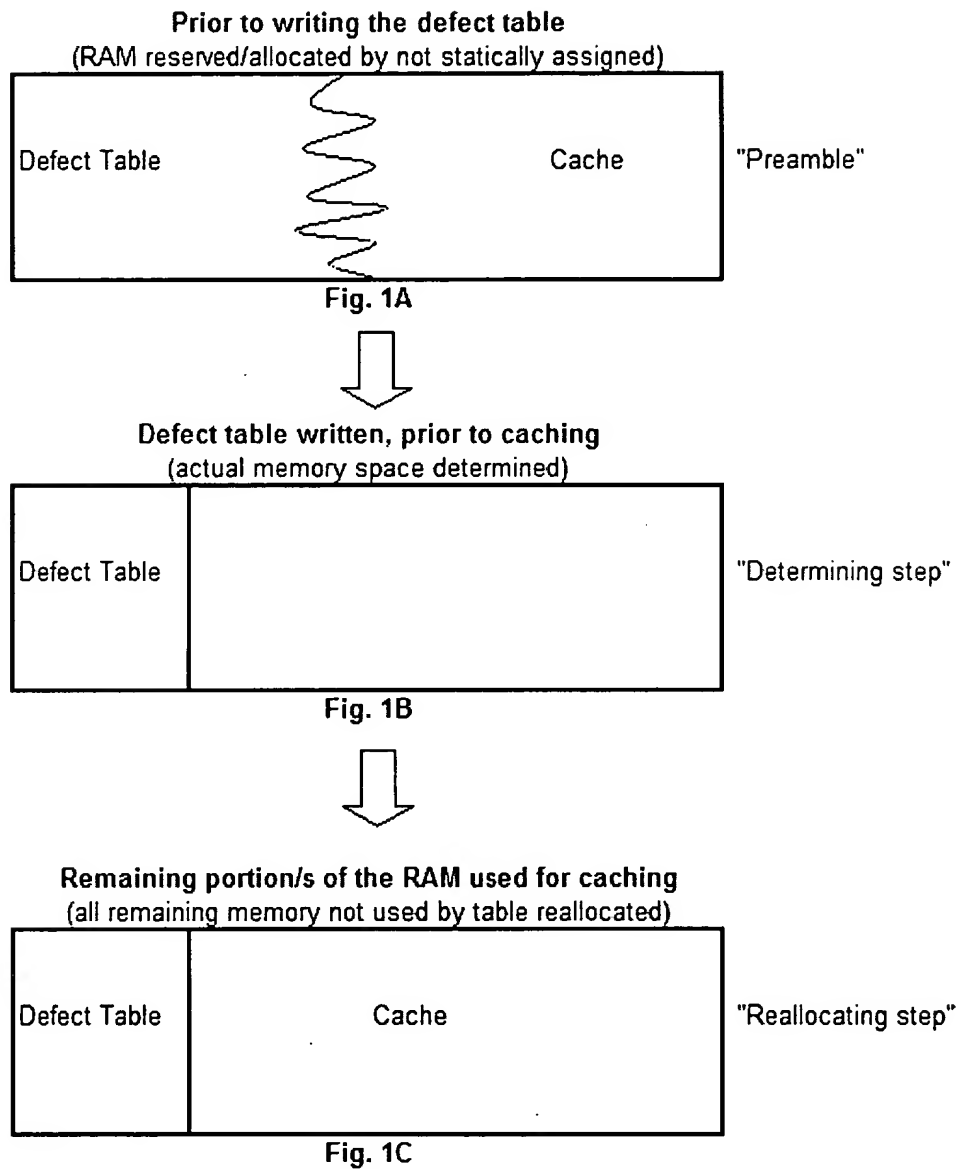 Prior to writing the defect table
(RAM reserved/allocated by not statically assigned)
Defect Table
Cache
"Preamble"
Fig. 1A
Defect table written, prior to caching
(actual memory space determined)
Defect Table
"Determining step"
Fig. 1B
Remaining portion/s of the RAM used for caching
(all remaining memory not used by table reallocated)
Defect Table
Cache
"Reallocating step"
Fig. 1C